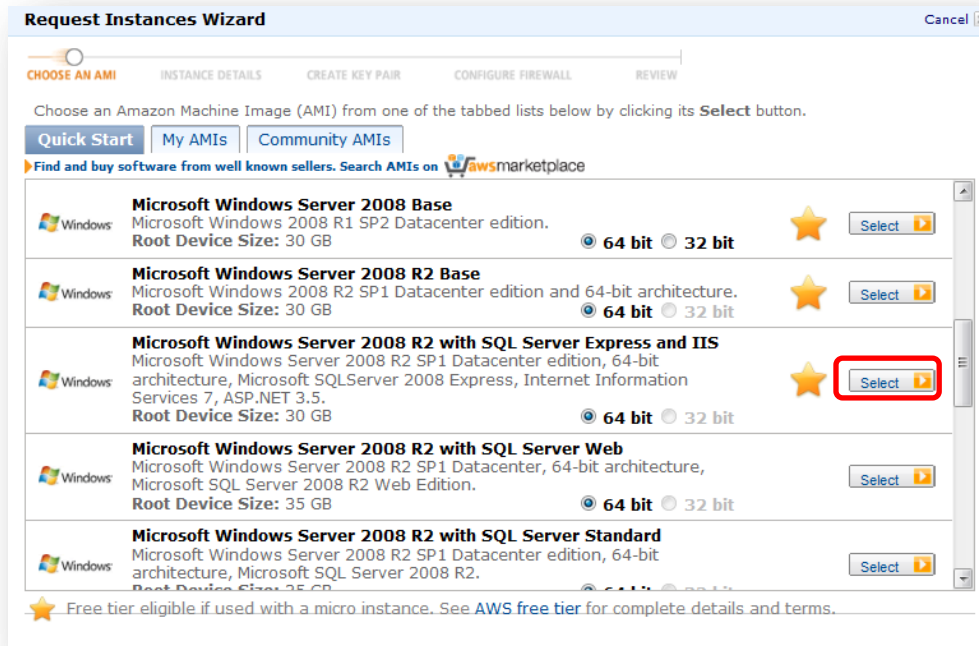 Request Instances Wizard
Cancel
CHOOSE AN AMI INSTANCE DETAILS CREATE KEY PAIR CONFIGURE FIREWALL REVIEW
Choose an Amazon Machine Image (AMI) from one of the tabbed lists below by clicking its Select button.
Quick Start My AMIs Community AMIs
Find and buy software from well known sellers. Search AMIs on awsmarketplace
Microsoft Windows Server 2008 Base
Windows Microsoft Windows 2008 R1 SP2 Datacenter edition. Select
Root Device Size: 30 GB 64 bit 32 bit
Microsoft Windows Server 2008 R2 Base
Windows Microsoft Windows 2008 R2 SP1 Datacenter edition and 64-bit architecture. Select
Root Device Size: 30 GB 64 bit 32 bit
Microsoft Windows Server 2008 R2 with SQL Server Express and IIS
Microsoft Windows Server 2008 R2 SP1 Datacenter edition, 64-bit
Windows architecture, Microsoft SQLServer 2008 Express, Internet Information Select
Services 7, ASP.NET 3.5.
Root Device Size: 30 GB 64 bit 32 bit
Microsoft Windows Server 2008 R2 with SQL Server Web
Microsoft Windows Server 2008 R2 SP1 Datacenter, 64-bit architecture,
Windows Microsoft SQL Server 2008 R2 Web Edition. Select
Root Device Size: 35 GB 64 bit 32 bit
Microsoft Windows Server 2008 R2 with SQL Server Standard
Microsoft Windows Server 2008 R2 SP1 Datacenter edition, 64-bit
Windows architecture, Microsoft SQL Server 2008 R2. Select
Root Device Size: 35 GB 64 bit 32 bit
Free tier eligible if used with a micro instance. See AWS free tier for complete details and terms.